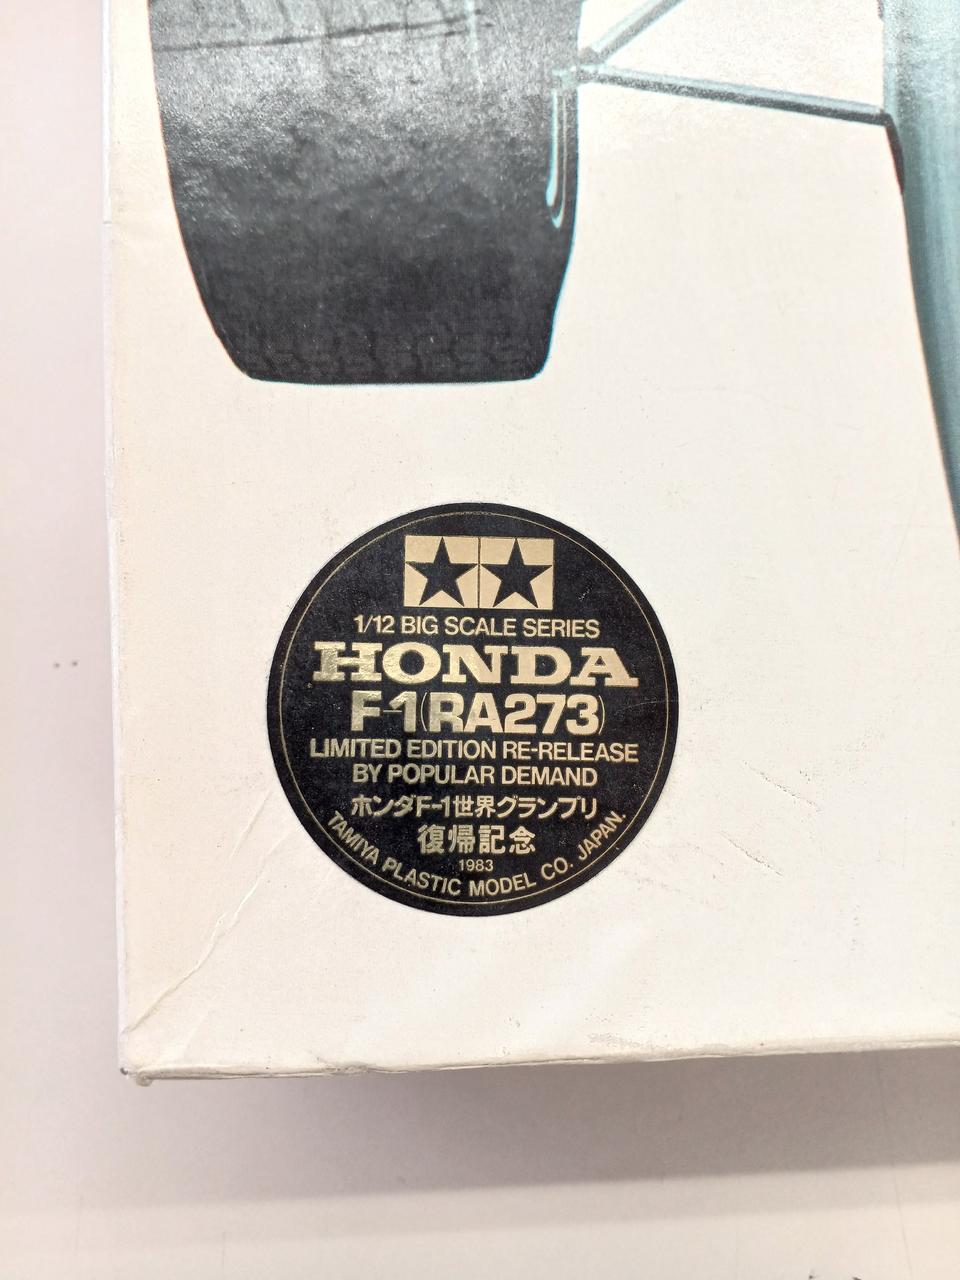 1/12 BIG SCALE SERIES
HONDA
F-1(RA273)
LIMITED EDITION RE-RELEASE
BY POPULAR DEMAND
ホンダF-1世界グランプリ
復帰記念
1983
TAMIYA PLASTIC MODEL CO. JAPAN.